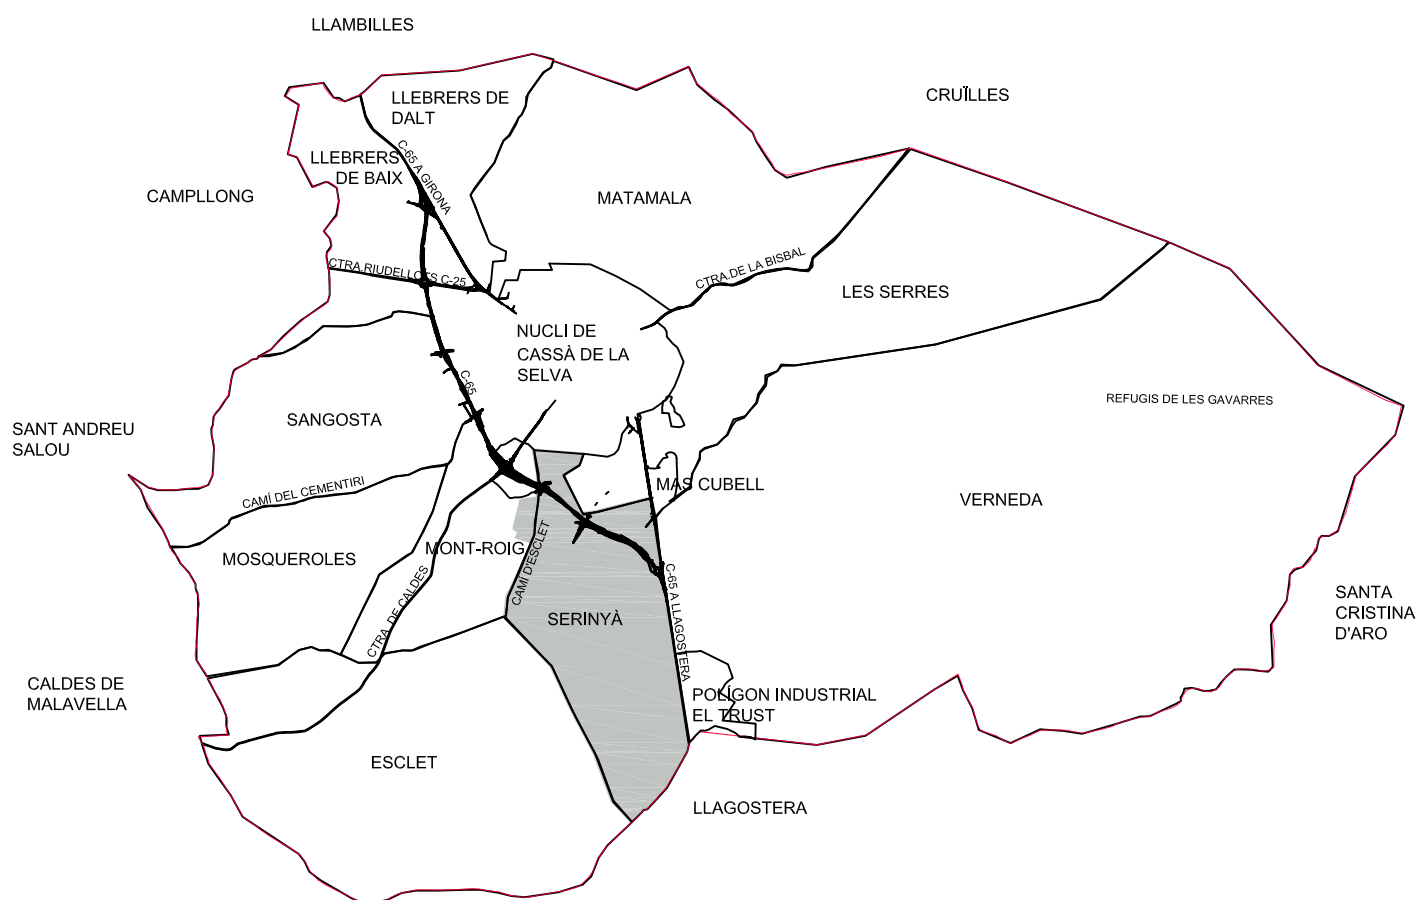 LLAMBILLES
CRUÏLLES
LLEBRERS DE
DALT
LLEBRERS
DE BAIX
C-65 A GIRONA
CAMPLLONG
MATAMALA
CTRA.RIUDELLOTS C-25
CTRA.DE LA BISBAL
LES SERRES
NUCLI DE
CASSÀ DE LA
SELVA
C-65
REFUGIS DE LES GAVARRES
SANGOSTA
SANT ANDREU
SALOU
CAMÍ DEL CEMENTIRI
MAS CUBELL
VERNEDA
MOSQUEROLES
MONT-ROIG
CAMÍ D'ESCLET
CTRA. DE CALDES
C-65 A LLAGOSTERA
SERINYÀ
SANTA
CRISTINA
D'ARO
CALDES DE
MALAVELLA
POLÍGON INDUSTRIAL
EL TRUST
ESCLET
LLAGOSTERA